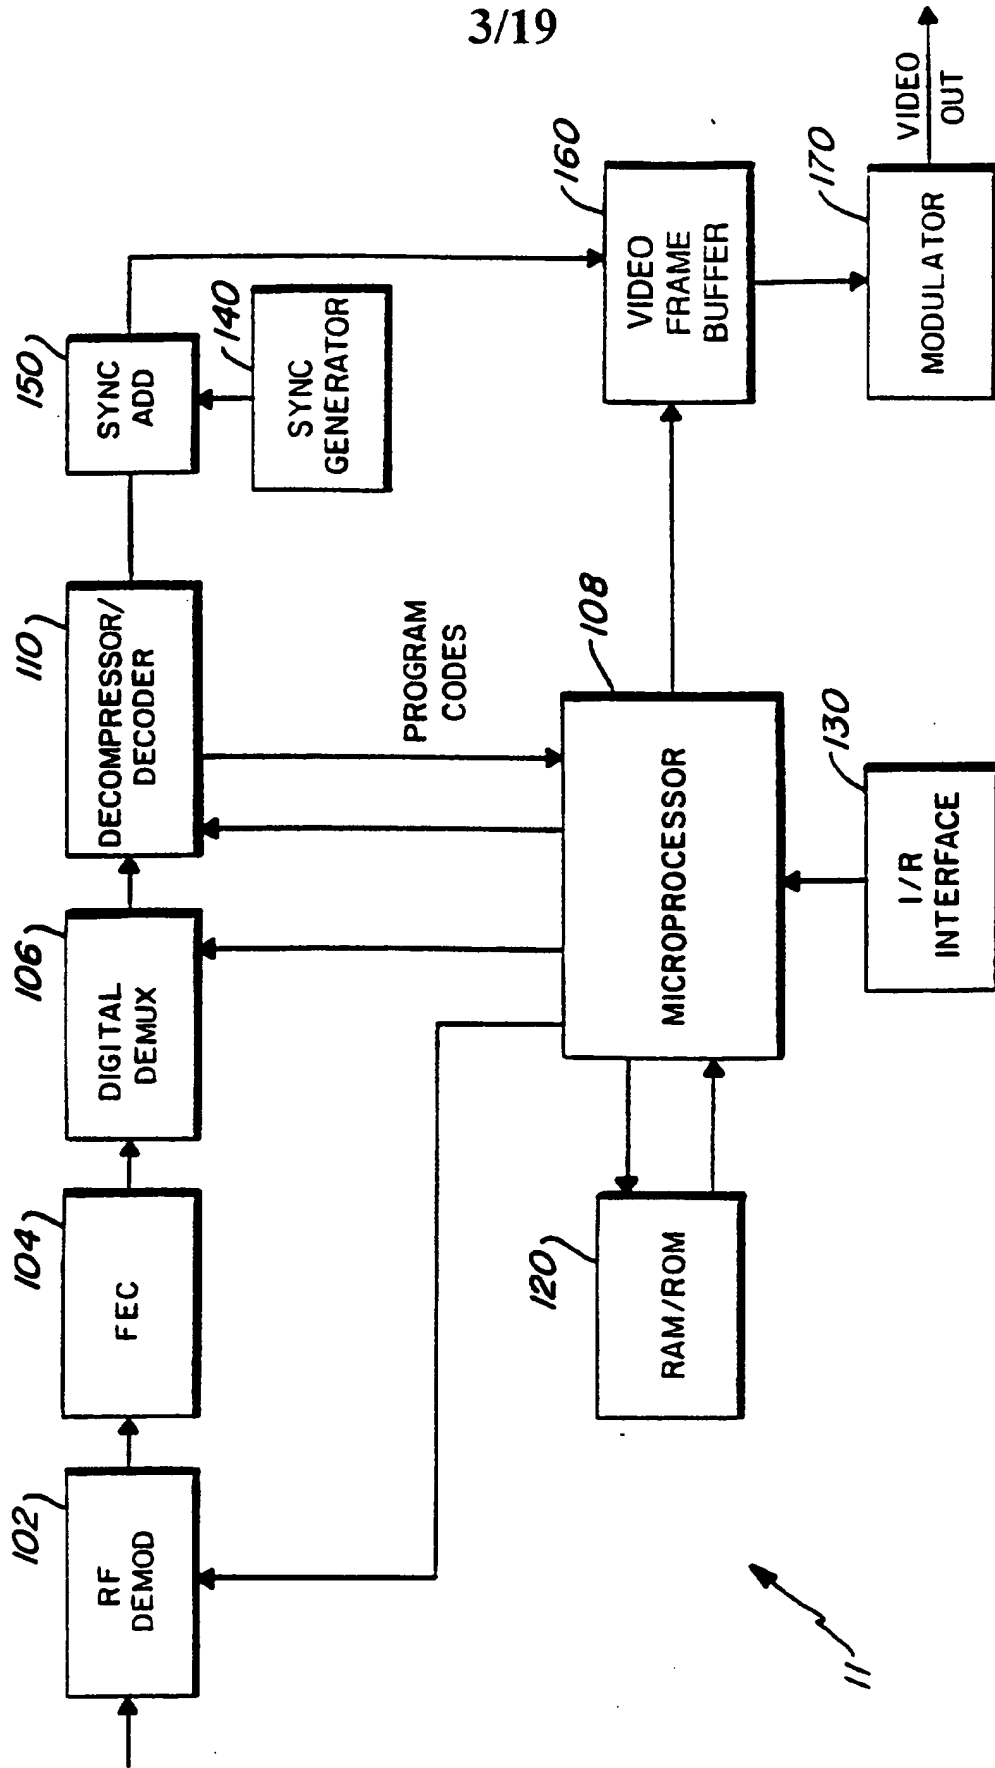 3/19
102
RF
DEMOD
104
FEC
106
DIGITAL
DEMUX
110
DECOMPRESSOR/
DECODER
150
SYNC
ADD
140
SYNC
GENERATOR
PROGRAM
CODES
120
RAM/ROM
108
MICROPROCESSOR
160
VIDEO
FRAME
BUFFER
130
I/R
INTERFACE
170
MODULATOR
VIDEO
OUT
11